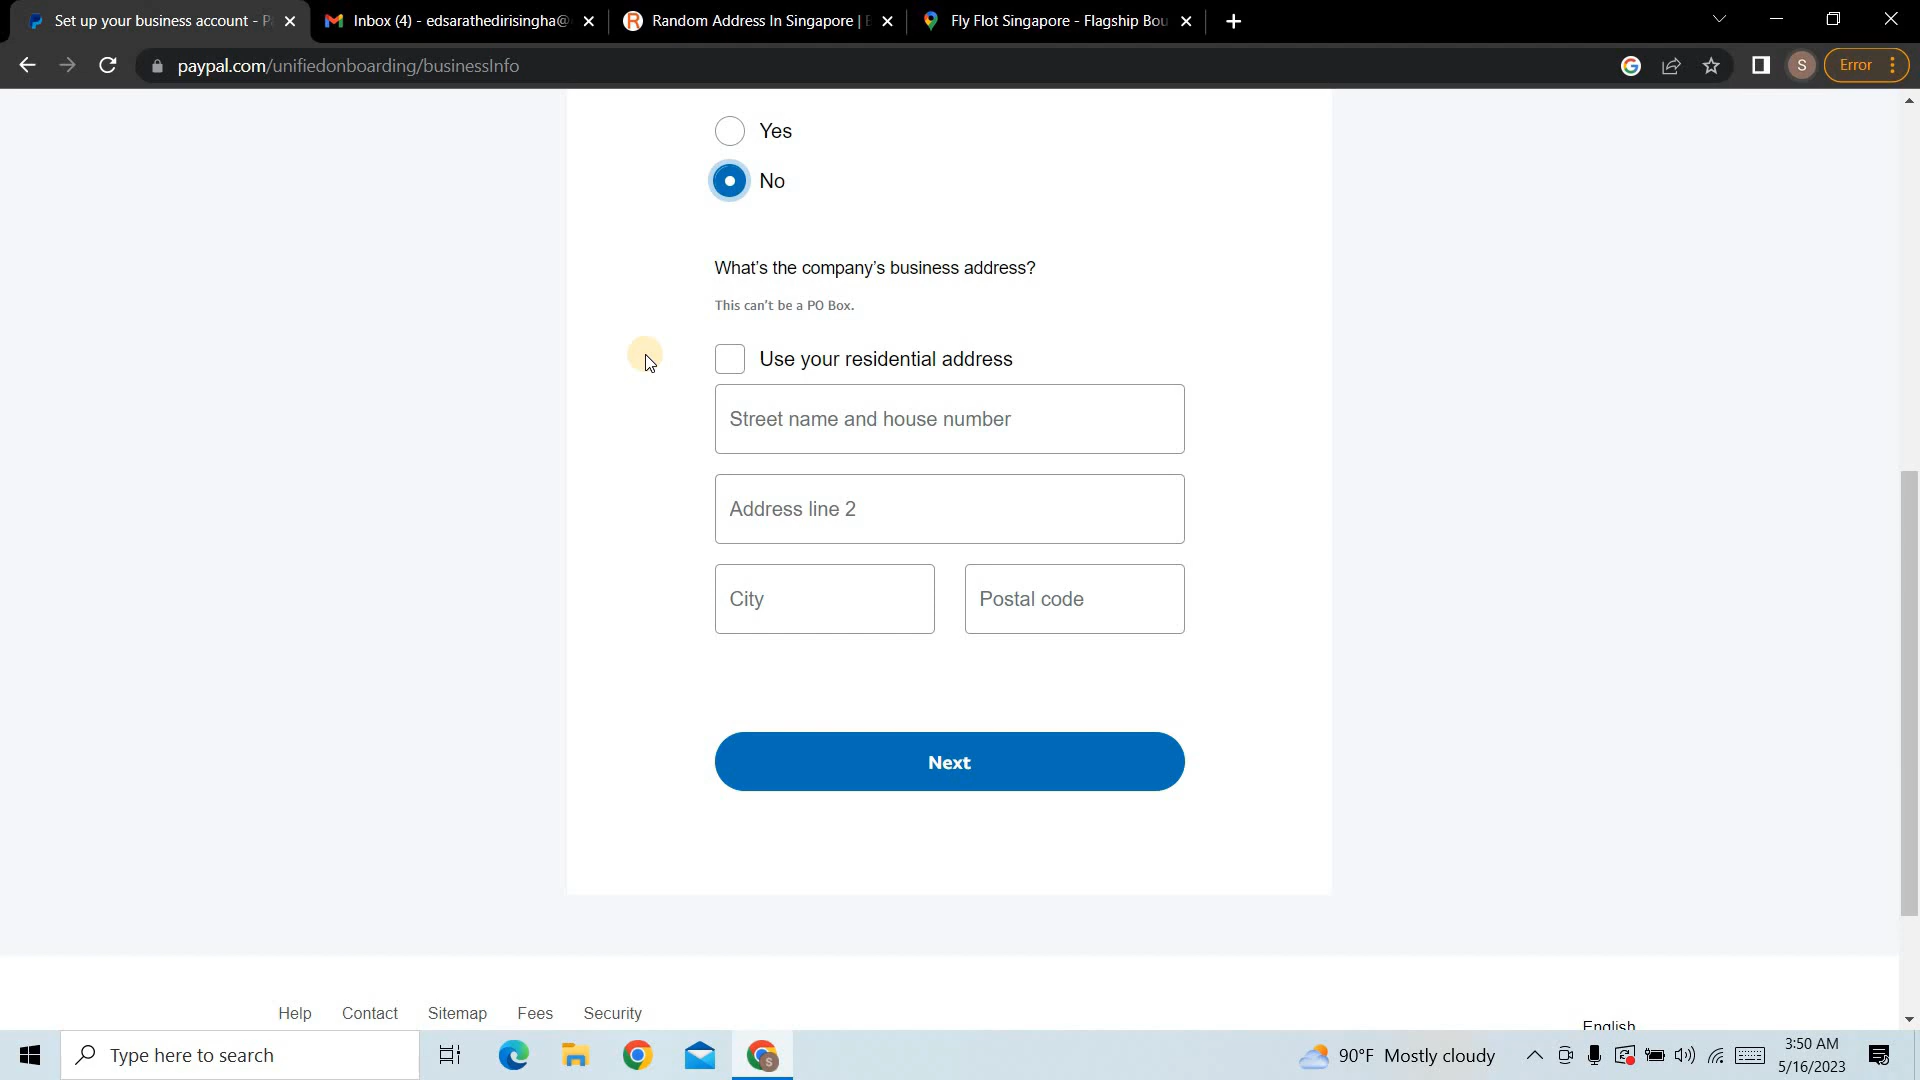 Set up your business account - P
Inbox (4) - edsarathedirisingha@
Random Address In Singapore |
Fly Flot Singapore - Flagship Bou
paypal.com/unifiedonboarding/businessInfo
S
Error
Yes
No
What's the company's business address?
This can't be a PO Box.
Use your residential address
Street name and house number
Address line 2
City
Postal code
Next
Help
Contact
Sitemap
Fees
Security
English
Type here to search
90°F Mostly cloudy
3:50 AM
5/16/2023